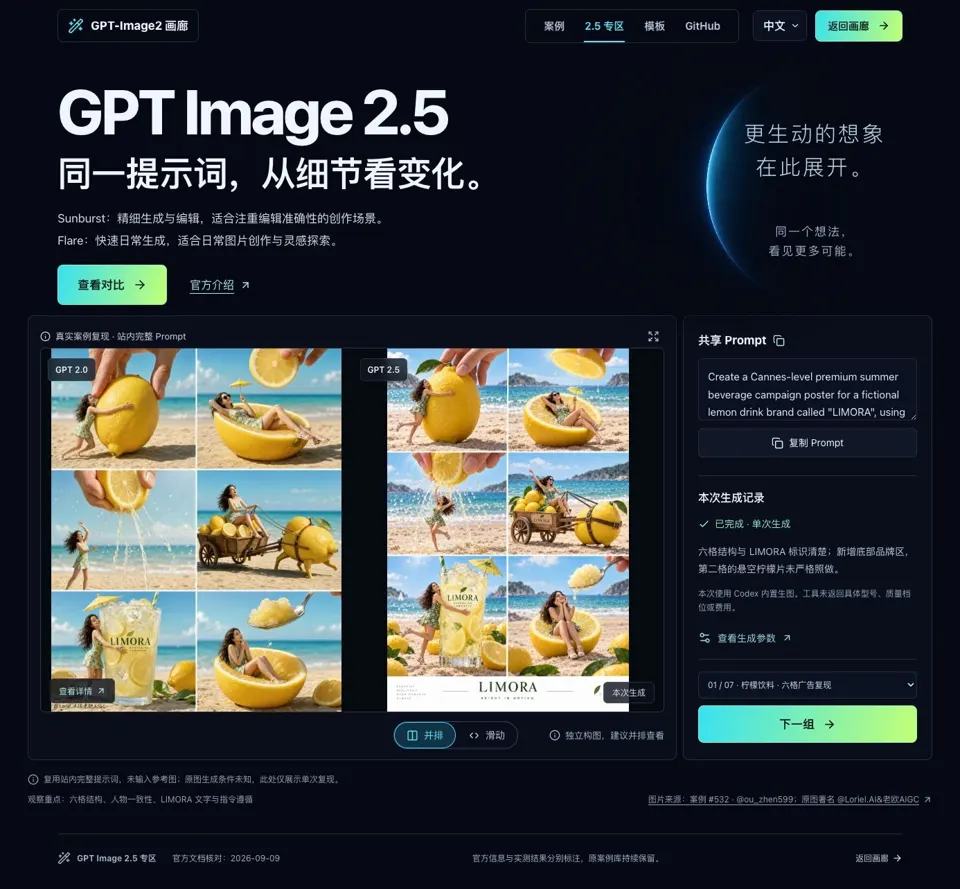 GPT-Image2 画廊
案例
2.5 专区
模板
GitHub
中文
返回画廊
GPT Image 2.5
同一提示词，从细节看变化。
Sunburst：精细生成与编辑，适合注重编辑准确性的创作场景。
Flare：快速日常生成，适合日常图片创作与灵感探索。
查看对比
官方介绍
更生动的想象
在此展开。
同一个想法，
看见更多可能。
真实案例复现 · 站内完整 Prompt
GPT 2.0
GPT 2.5
LIMORA
LIMORA
LIMORA
查看详情
本次生成
并排
滑动
独立构图，建议并排查看
共享 Prompt
Create a Cannes-level premium summer
beverage campaign poster for a fictional
lemon drink brand called "LIMORA", using
复制 Prompt
本次生成记录
已完成 · 单次生成
六格结构与 LIMORA 标识清楚；新增底部品牌区，
第二格的悬空柠檬片未严格照做。
本次使用 Codex 内置生图。工具未返回具体型号、质量档
位或费用。
查看生成参数
01 / 07 · 柠檬饮料 · 六格广告复现
下一组
复用站内完整提示词，未输入参考图；原图生成条件未知，此处仅展示单次复现。
观察重点：六格结构、人物一致性、LIMORA 文字与指令遵循
图片来源：案例 #532 · @ou_zhen599；原图署名 @Loriel.AI&老欧AIGC
GPT Image 2.5 专区
官方文档核对：2026-09-09
官方信息与实测结果分别标注，原案例库持续保留。
返回画廊